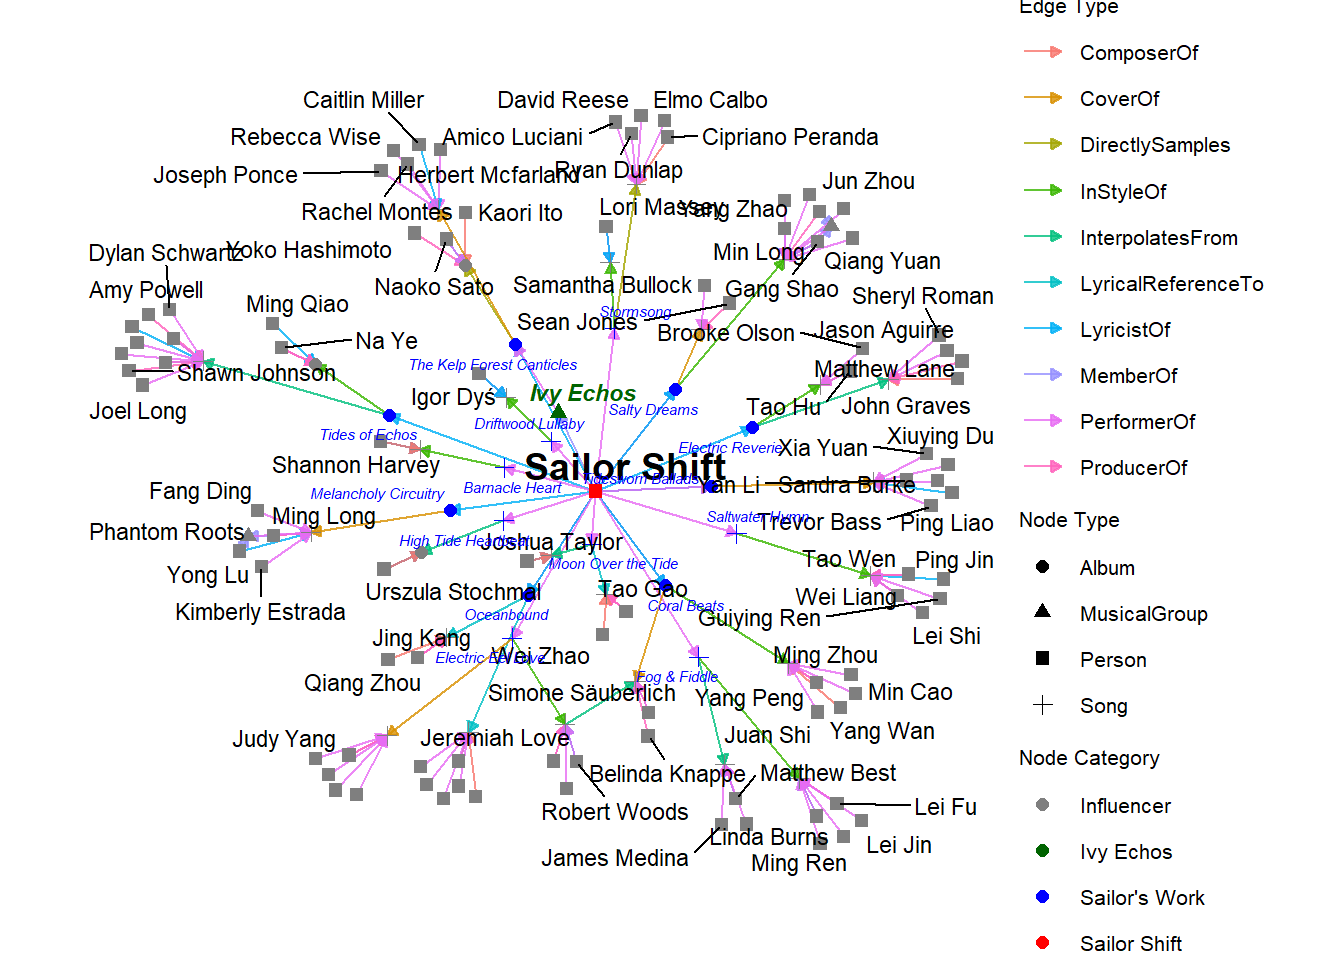 Edge Type
ComposerOf
CoverOf
DirectlySamples
InStyleOf
InterpolatesFrom
LyricalReferenceTo
LyricistOf
MemberOf
PerformerOf
ProducerOf
Node Type
Album
MusicalGroup
Person
Song
Node Category
Influencer
Ivy Echos
Sailor's Work
Sailor Shift
Caitlin Miller
David Reese
Elmo Calbo
Rebecca Wise
Amico Luciani
Cipriano Peranda
Joseph Ponce
Herbert Mcfarland
Ryan Dunlap
Jun Zhou
Rachel Montes
Kaori Ito
Lori Massey
Yang Zhao
Dylan Schwartz
Yoko Hashimoto
Min Long
Qiang Yuan
Amy Powell
Ming Qiao
Naoko Sato
Samantha Bullock
Gang Shao
Sheryl Roman
Stormsong
Sean Jones
Brooke Olson
Jason Aguirre
Na Ye
The Kelp Forest Canticles
Shawn Johnson
Matthew Lane
Igor Dyś
Ivy Echos
Joel Long
Salty Dreams
Tao Hu
John Graves
Driftwood Lullaby
Tides of Echos
Electric Reverie
Xia Yuan
Xiuying Du
Shannon Harvey
Sailor Shift
Fang Ding
Melancholy Circuitry
Barnacle Heart
Tidesworn Ballads
Yan Li
Sandra Burke
Ming Long
Saltwater Hymn
Trevor Bass
Ping Liao
Phantom Roots
High Tide Heartbeat
Joshua Taylor
Moon Over the Tide
Tao Wen
Ping Jin
Yong Lu
Urszula Stochmal
Tao Gao
Wei Liang
Kimberly Estrada
Oceanbound
Coral Beats
Guiying Ren
Lei Shi
Jing Kang
Electric Eel Love
Wei Zhao
Ming Zhou
Qiang Zhou
Fog & Fiddle
Simone Säuberlich
Yang Peng
Min Cao
Judy Yang
Jeremiah Love
Juan Shi
Yang Wan
Belinda Knappe
Matthew Best
Robert Woods
Lei Fu
Linda Burns
Lei Jin
James Medina
Ming Ren